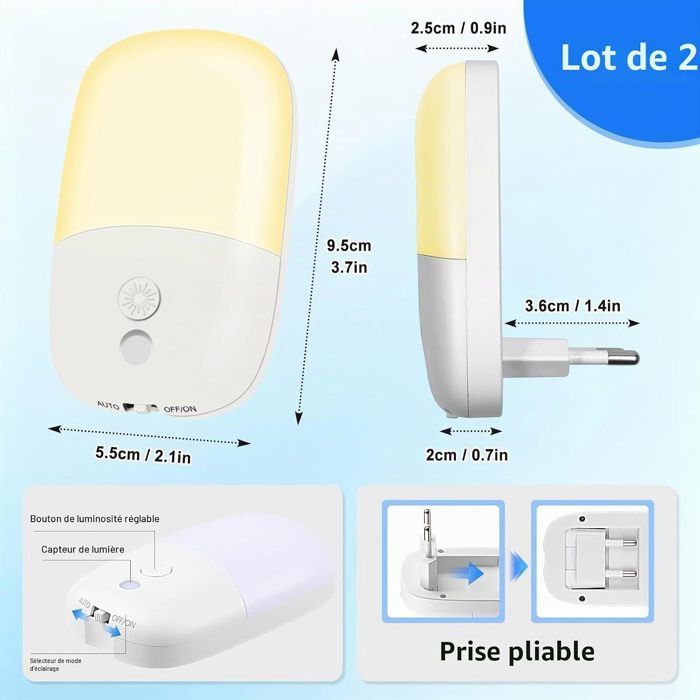 2.5cm / 0.9in
Lot de 2
9.5cm
3.7in
3.6cm / 1.4in
AUTO OFF/ON
5.5cm / 2.1in
2cm / 0.7in
Bouton de luminosité réglable
Capteur de lumière
AUTO OFF/ON
Sélecteur de mode
d'éclairage
Prise pliable